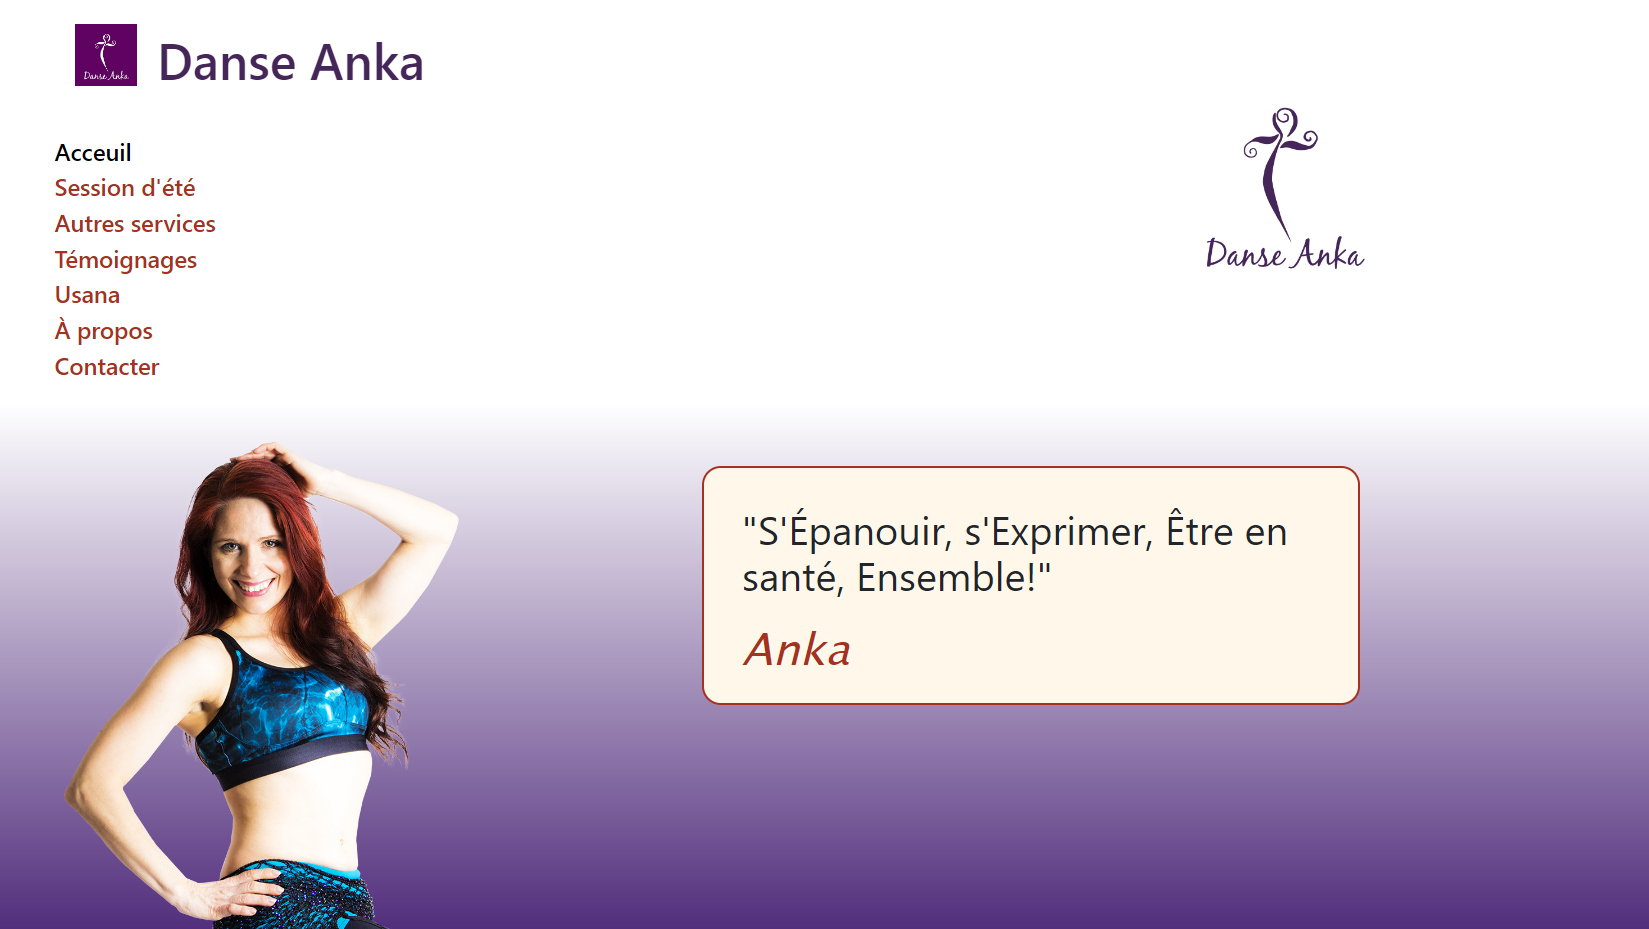 Danse Anka
Danse Anka
Acceuil
Session d'été
Autres services
Témoignages
Usana
À propos
Contacter
Danse Anka
"S'Épanouir, s'Exprimer, Être en
santé, Ensemble!"
Anka